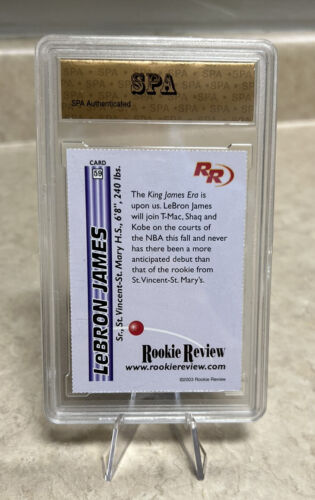 SPA
SPA Authenticated
CARD
59
LeBRON JAMES
Sr., St. Vincent-St. Mary H.S., 6'8", 240 lbs.
RR
The King James Era is
upon us. LeBron James
will join T-Mac, Shaq and
Kobe on the courts of
the NBA this fall and never
has there been a more
anticipated debut than
that of the rookie from
St. Vincent-St. Mary's.
Rookie Review
www.rookiereview.com
©2003 Rookie Review